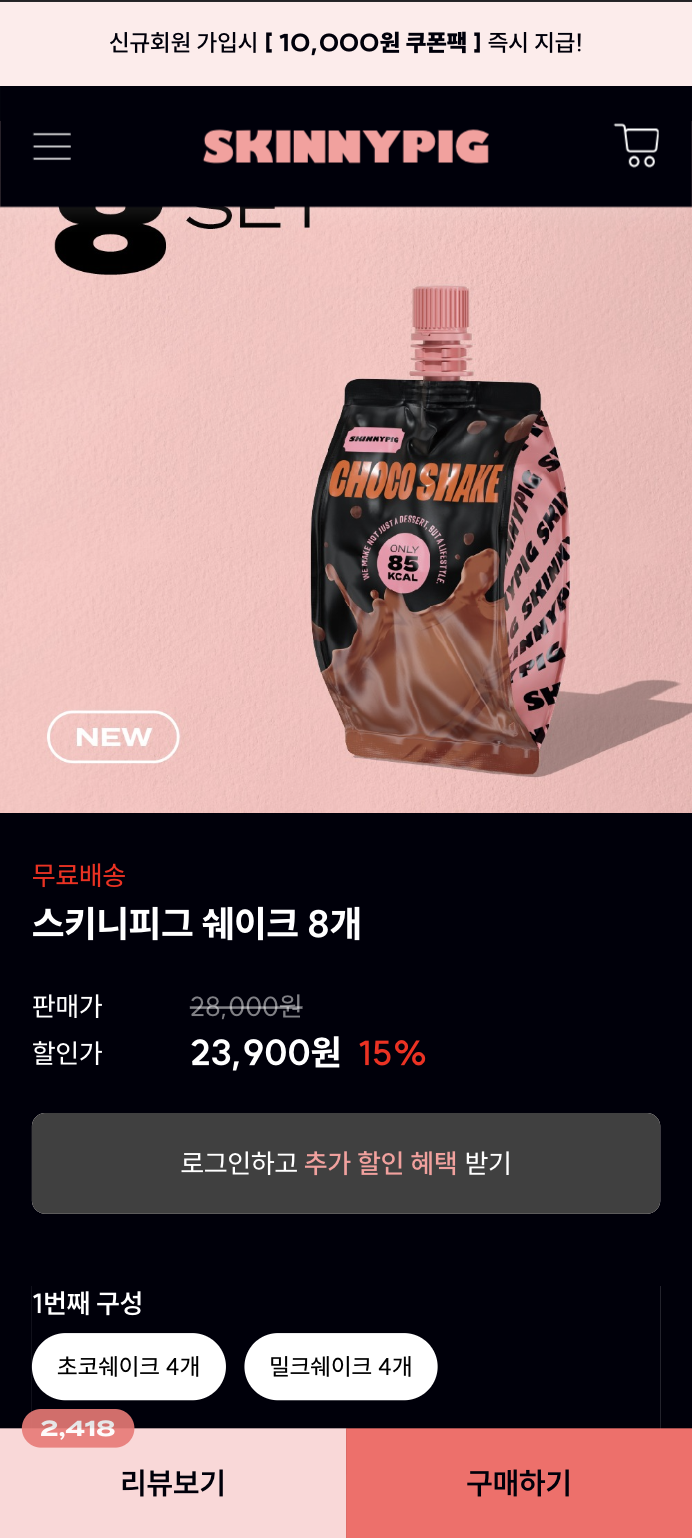 신규회원 가입시 [ 10,000원 쿠폰팩 ] 즉시 지급!
SKINNYPIG
8 SET
SKINNYPIG
CHOCO SHAKE
WE MAKE NOT JUST A DESSERT, BUT A LIFESTYLE.
ONLY
85
KCAL
NEW
무료배송
스키니피그 쉐이크 8개
판매가 28,000원
할인가 23,900원 15%
로그인하고 추가 할인 혜택 받기
1번째 구성
초코쉐이크 4개 밀크쉐이크 4개
2,418
리뷰보기 구매하기